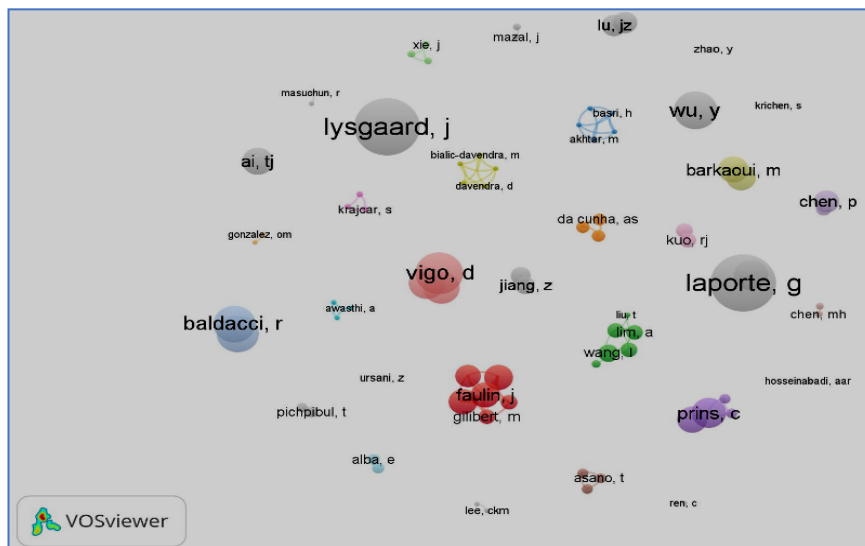 lu, jz
mazal, j
xie, j
zhao, y
masuchun, r
krichen, s
basri, h
wu, y
lysgaard, j
akhtar, m
bialic-davendra, m
ai, tj
barkaoui, m
davendra, d
chen, p
krajcar, s
da cunha, as
gonzalez, om
kuo, rj
vigo, d
jiang, z
laporte, g
awasthi, a
chen, mh
liu, t
baldacci, r
lim, a
wang, l
ursani, z
hosseinabadi, aar
faulin, j
pichpibul, t
gilibert, m
prins, c
alba, e
asano, t
ren, c
lee, ckm
VOSviewer